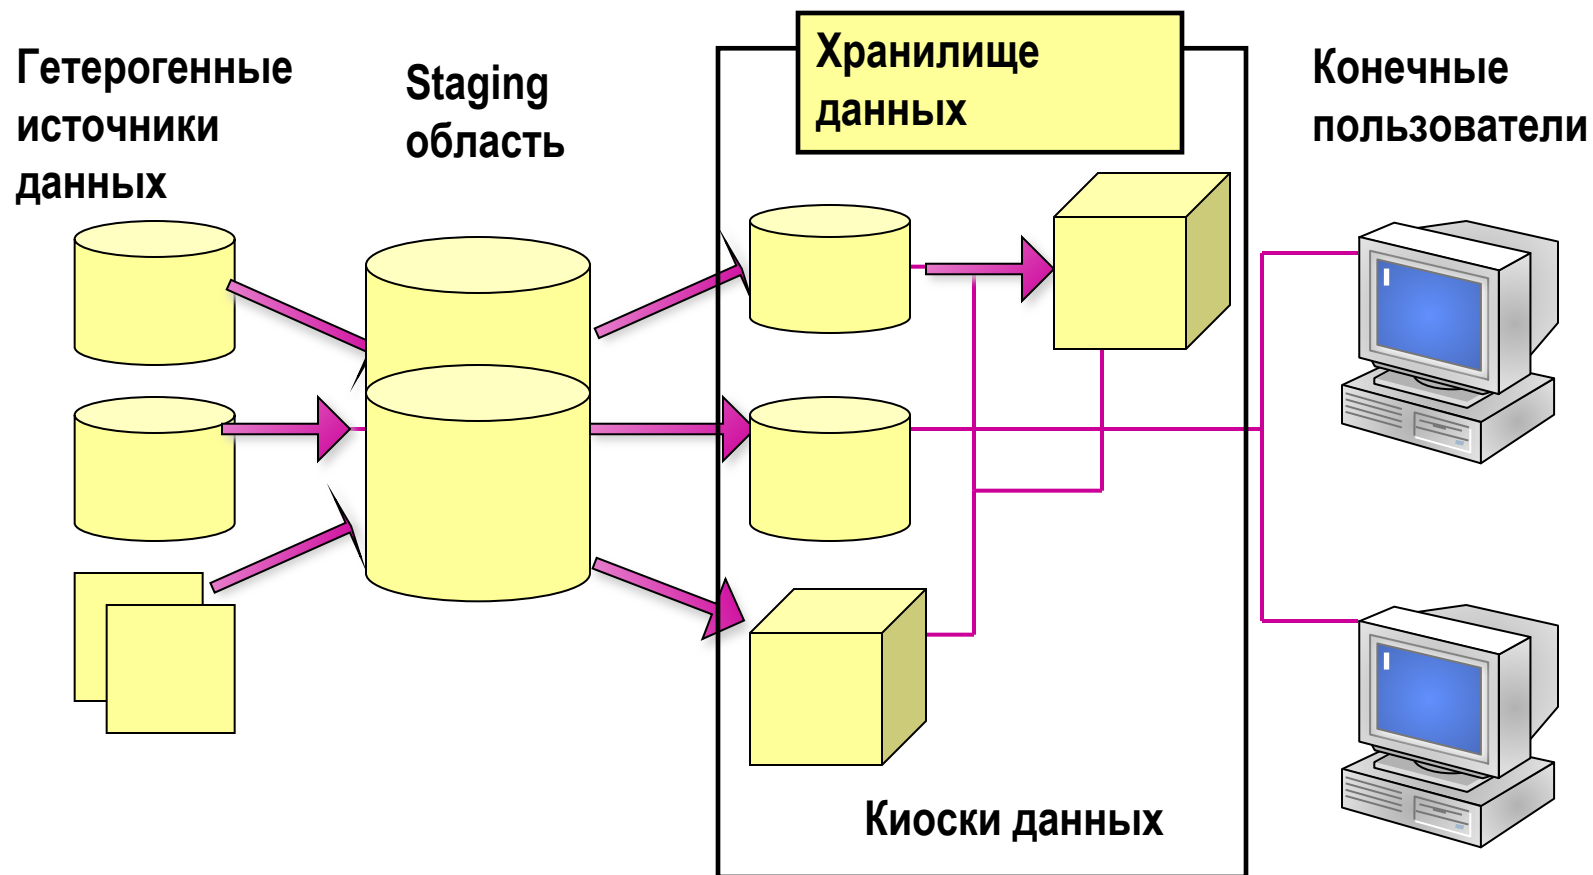 Гетерогенные
источники
данных
Staging
область
Хранилище
данных
Конечные
пользователи
Киоски данных